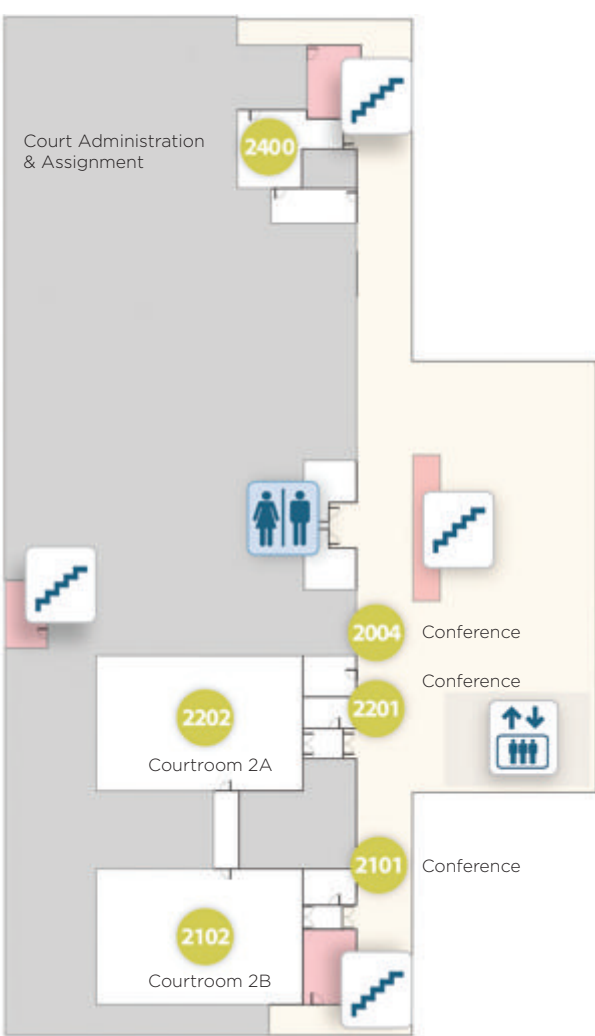 Court Administration
& Assignment
2400
2004
Conference
Conference
2201
2202
Courtroom 2A
2101
Conference
2102
Courtroom 2B